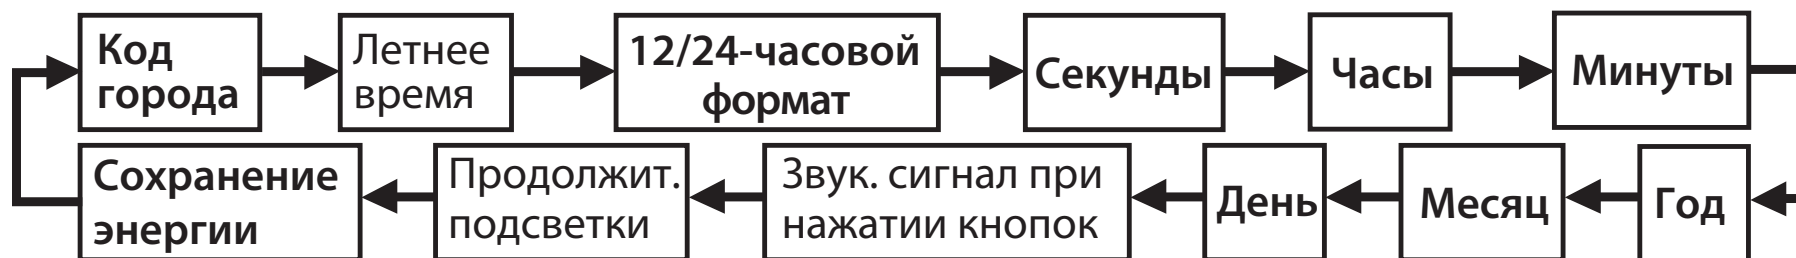 Код
города
Летнее
время
12/24-часовой
формат
Секунды
Часы
Минуты
Сохранение
энергии
Продолжит.
подсветки
Звук. сигнал при
нажатии кнопок
День
Месяц
Год